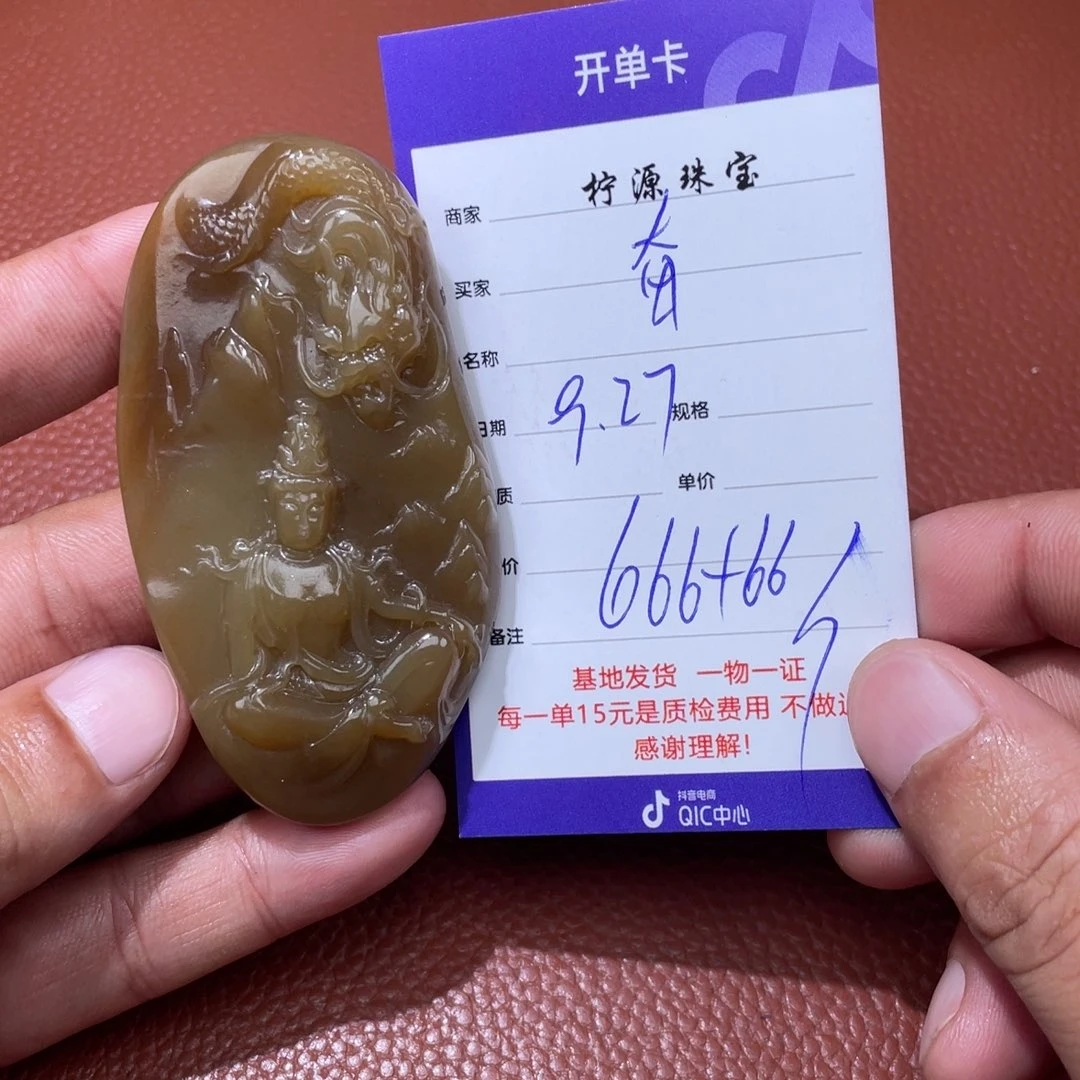 开单卡
商家 柠源珠宝
买家 奋
名称
日期 9.27 规格
质 单价
价 666+66
备注
基地发货 一物一证
每一单15元是质检费用 不做
感谢理解!
抖音电商
QIC中心